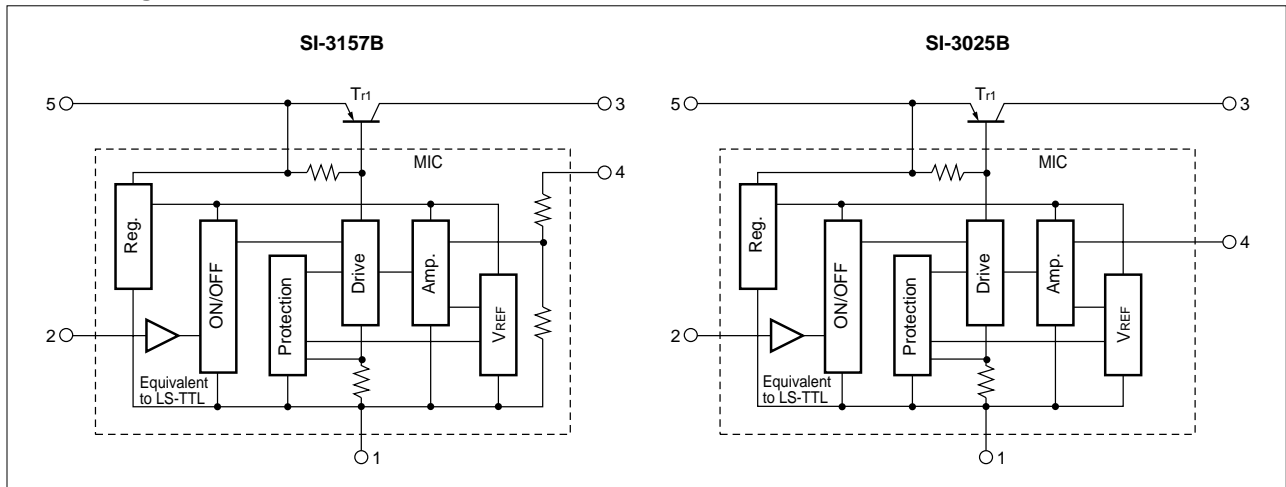 SI-3157B
5
Tr1
3
MIC
4
Reg.
ON/OFF
Protection
Drive
Amp.
VREF
2
Equivalent
to LS-TTL
1
SI-3025B
5
Tr1
3
MIC
Reg.
ON/OFF
Protection
Drive
Amp.
VREF
4
2
Equivalent
to LS-TTL
1